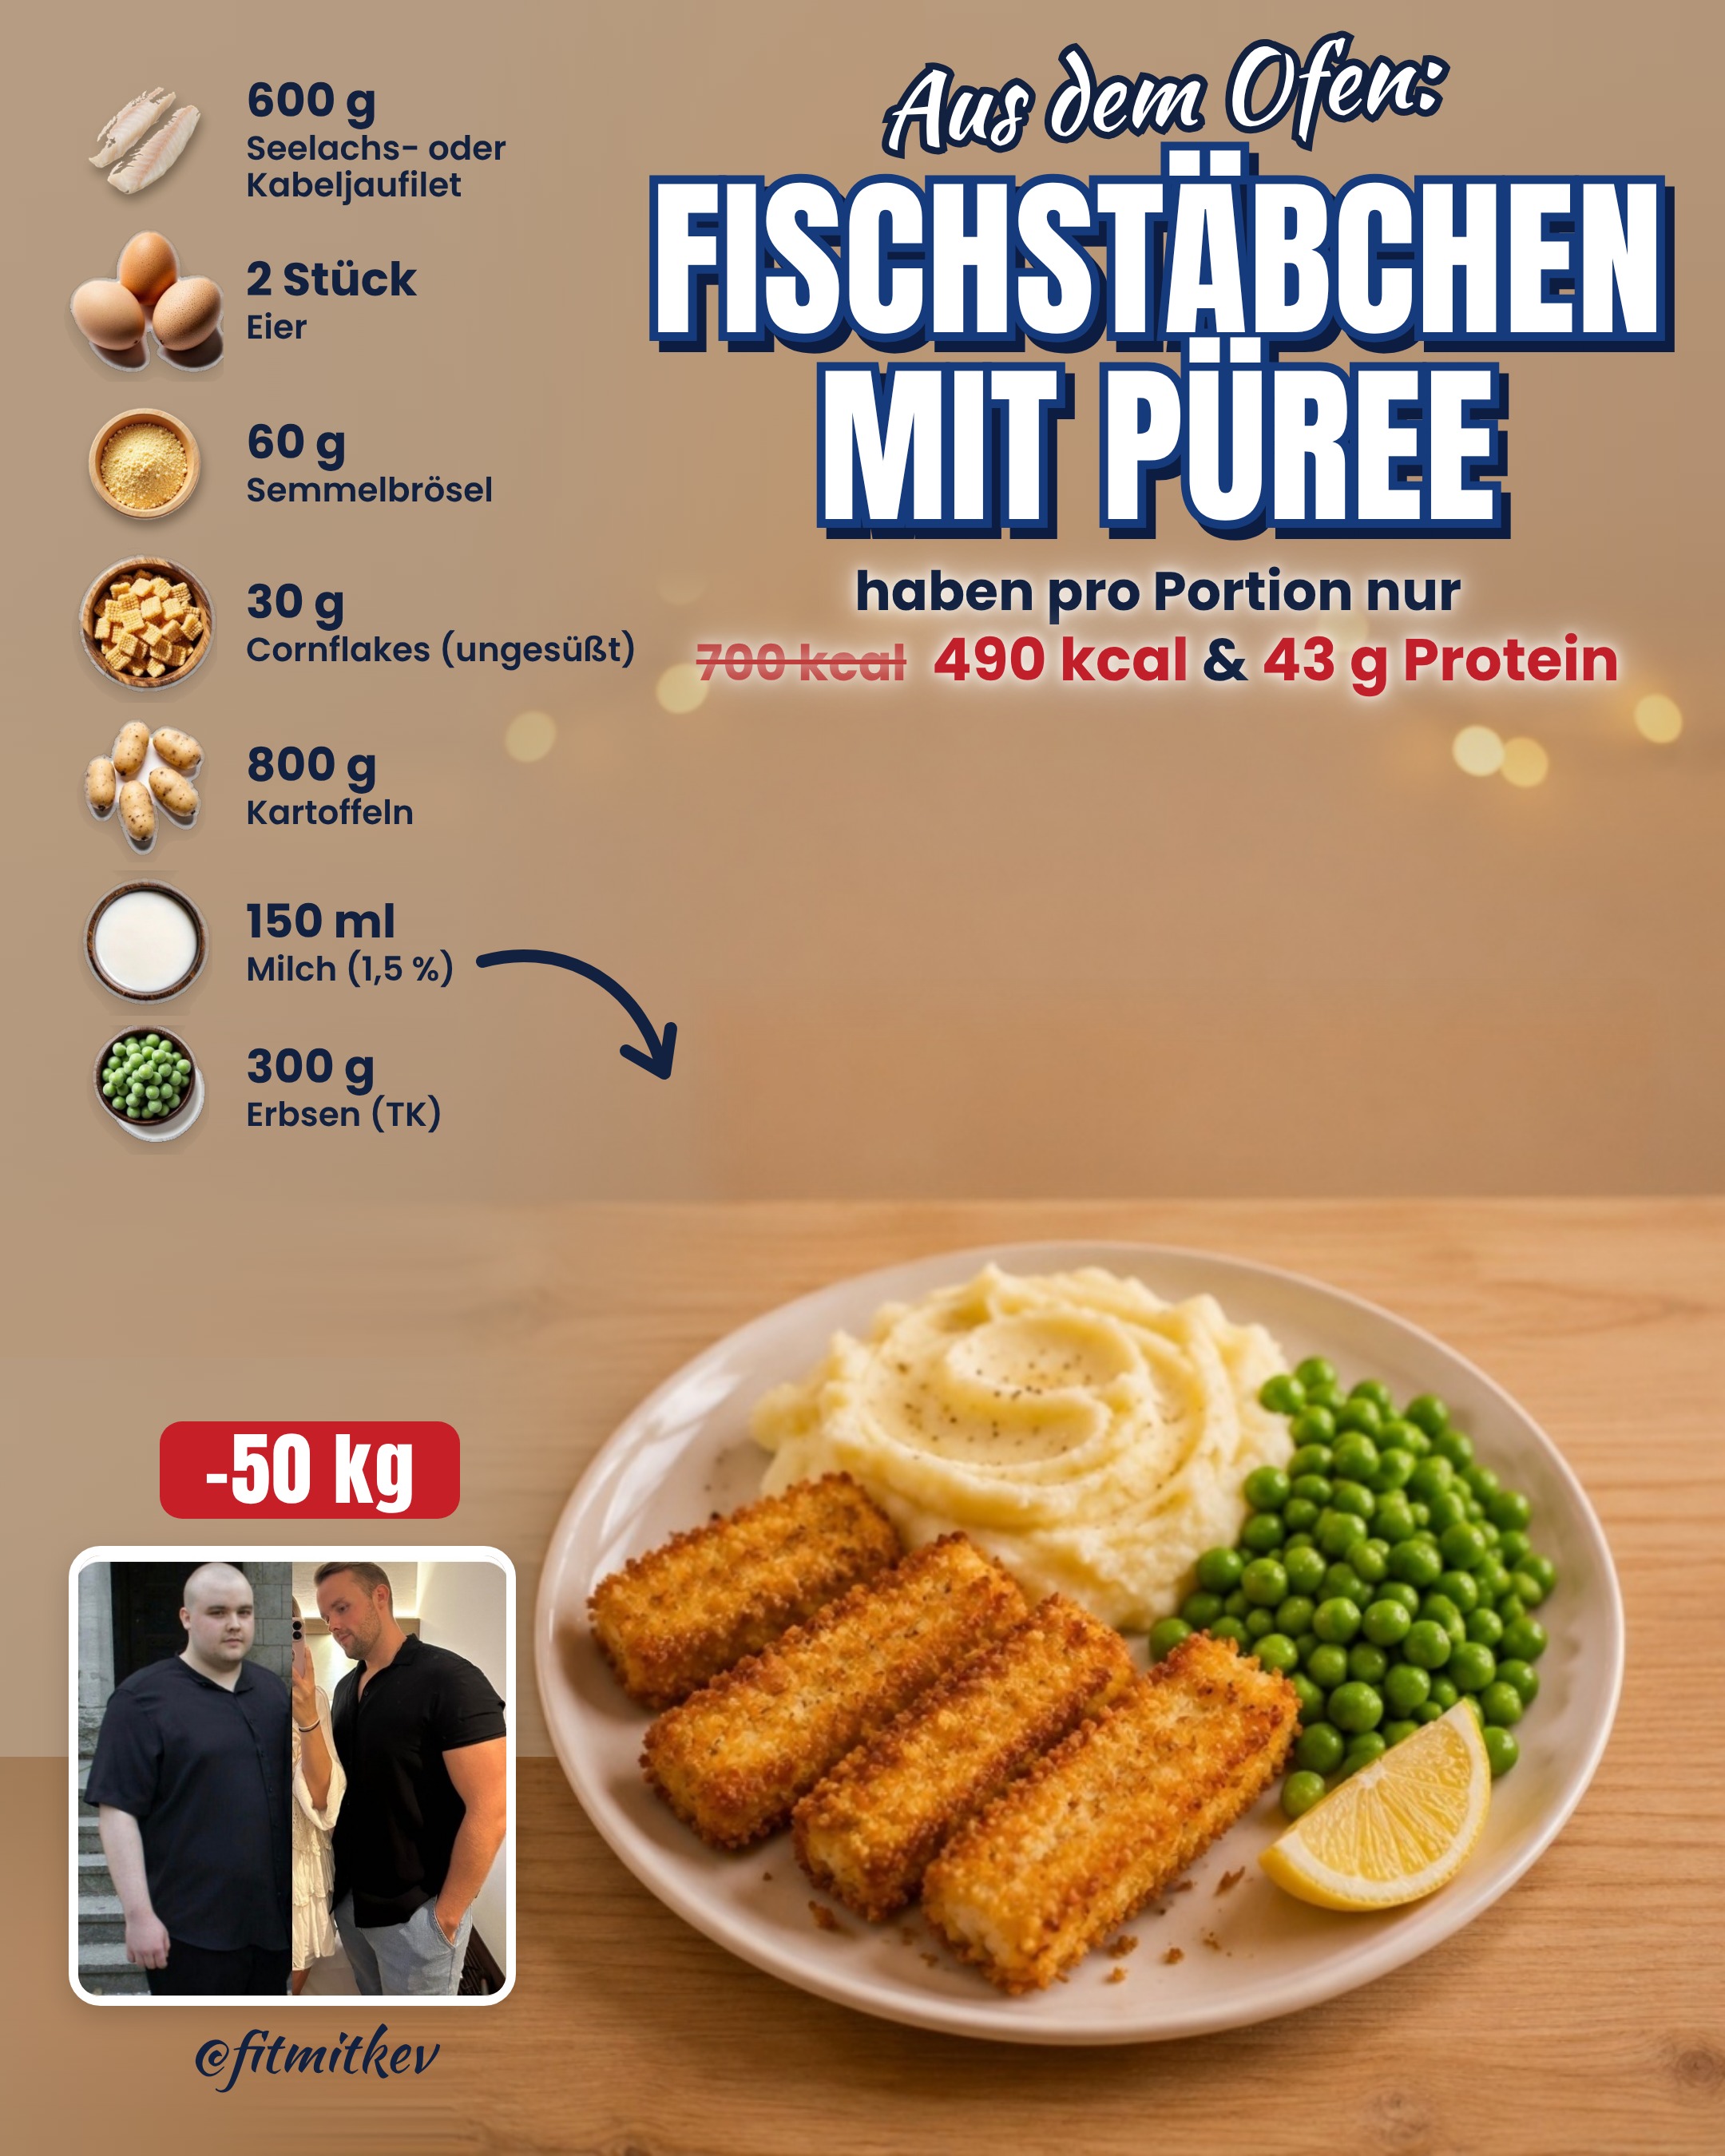 Aus dem Ofen:
FISCHSTÄBCHEN
MIT PÜREE
haben pro Portion nur
700 kcal 490 kcal & 43 g Protein
600 g
Seelachs- oder
Kabeljaufilet
2 Stück
Eier
60 g
Semmelbrösel
30 g
Cornflakes (ungesüßt)
800 g
Kartoffeln
150 ml
Milch (1,5 %)
300 g
Erbsen (TK)
-50 kg
@fitmitkev